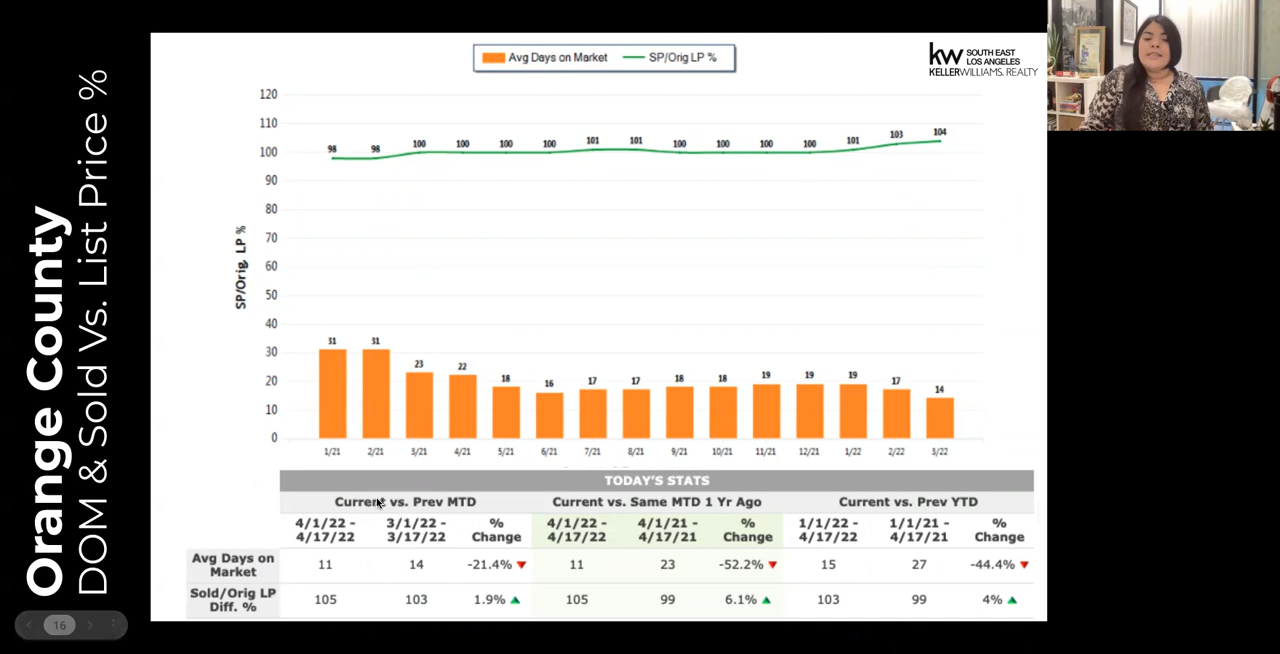 Orange County
DOM & Sold Vs. List Price %
Avg Days on Market SP/Orig LP %
kw SOUTH EAST
LOS ANGELES
KELLERWILLIAMS. REALTY
SP/Orig. LP %
120
110
100
90
80
70
60
50
40
30
20
10
0
98 98 100 100 100 100 101 101 100 100 100 100 101 103 104
31 31 23 22 18 16 17 17 18 18 19 19 19 17 14
1/21 2/21 3/21 4/21 5/21 6/21 7/21 8/21 9/21 10/21 11/21 12/21 1/22 2/22 3/22
TODAY'S STATS
Current vs. Prev MTD Current vs. Same MTD 1 Yr Ago Current vs. Prev YTD
4/1/22 - 3/1/22 - % 4/1/22 - 4/1/21 - % 1/1/22 - 1/1/21 - %
4/17/22 3/17/22 Change 4/17/22 4/17/21 Change 4/17/22 4/17/21 Change
Avg Days on
Market 11 14 -21.4% 11 23 -52.2% 15 27 -44.4%
Sold/Orig LP
Diff. % 105 103 1.9% 105 99 6.1% 103 99 4%
16